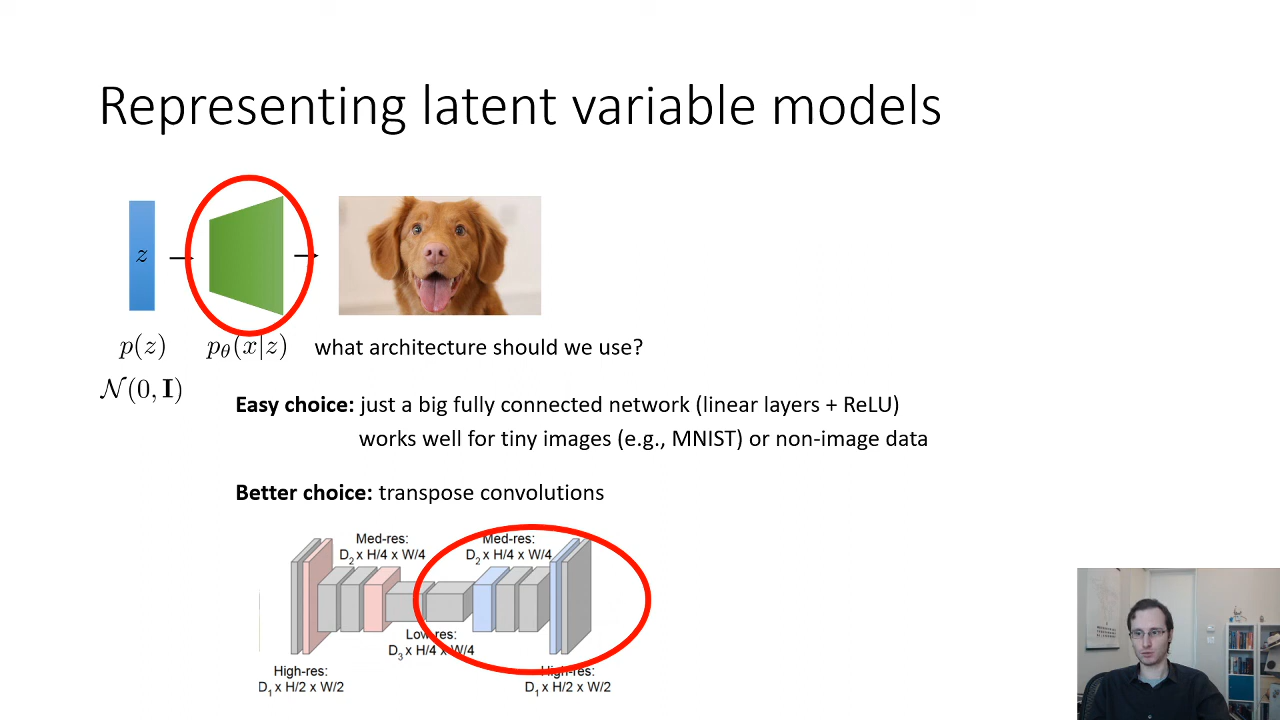 Representing latent variable models
z
p(z)
pθ(x|z)
what architecture should we use?
N(0, I)
Easy choice: just a big fully connected network (linear layers + ReLU)
works well for tiny images (e.g., MNIST) or non-image data
Better choice: transpose convolutions
Med-res:
D2 x H/4 x W/4
Med-res:
D2 x H/4 x W/4
Low-res:
D3 x H/4 x W/4
High-res:
D1 x H/2 x W/2
High-res:
D1 x H/2 x W/2